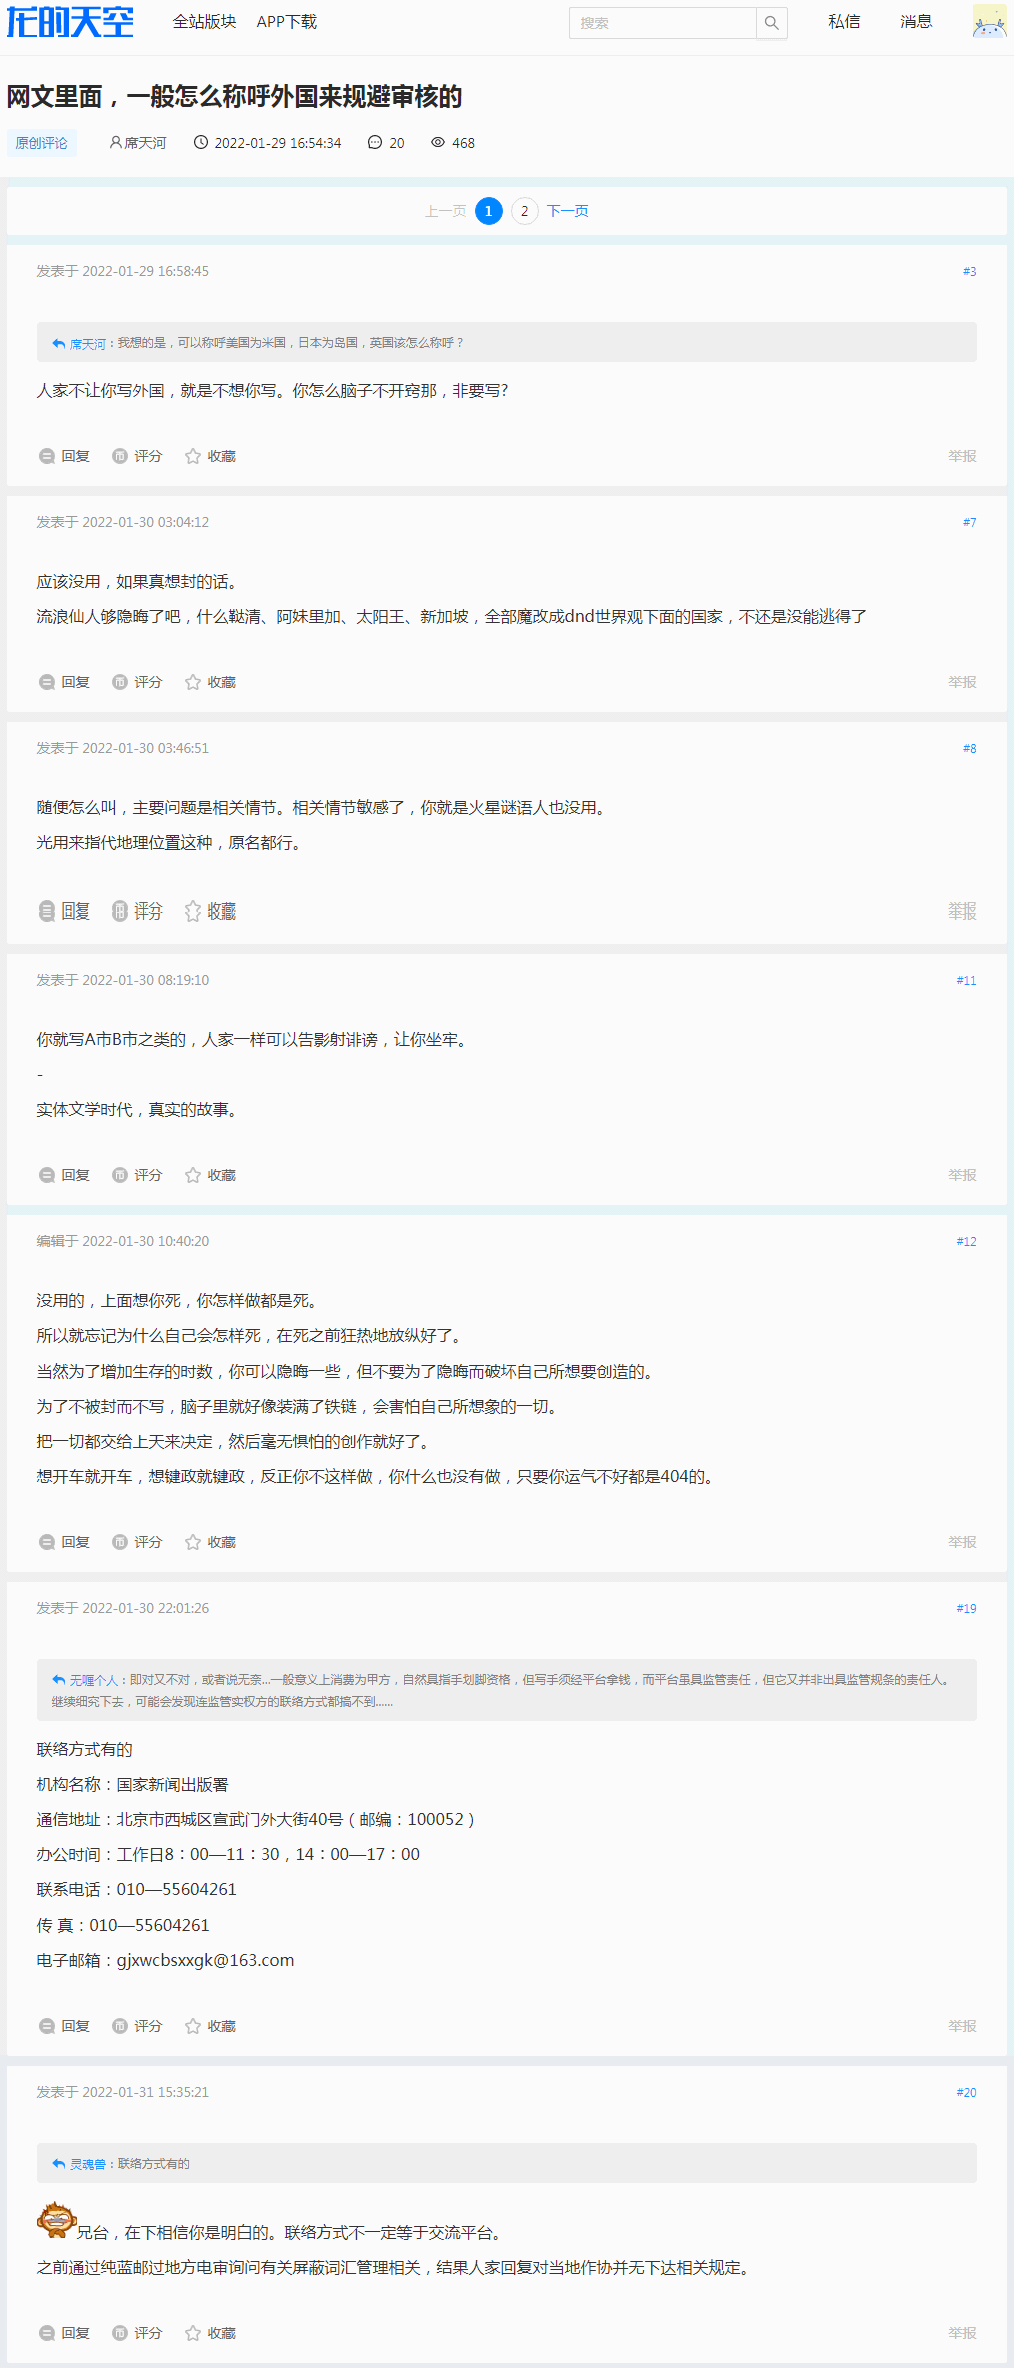 龙的天空 全站版块 APP下载 搜索 私信 消息
网文里面，一般怎么称呼外国来规避审核的
原创评论 席天河 2022-01-29 16:54:34 20 468
上一页 1 2 下一页
发表于 2022-01-29 16:58:45 #3
席天河：我想的是，可以称呼美国为米国，日本为岛国，英国该怎么称呼？
人家不让你写外国，就是不想你写。你怎么脑子不开窍那，非要写?
回复 评分 收藏 举报
发表于 2022-01-30 03:04:12 #7
应该没用，如果真想封的话。
流浪仙人够隐晦了吧，什么鞑清、阿妹里加、太阳王、新加坡，全部魔改成dnd世界观下面的国家，不还是没能逃得了
回复 评分 收藏 举报
发表于 2022-01-30 03:46:51 #8
随便怎么叫，主要问题是相关情节。相关情节敏感了，你就是火星谜语人也没用。
光用来指代地理位置这种，原名都行。
回复 评分 收藏 举报
发表于 2022-01-30 08:19:10 #11
你就写A市B市之类的，人家一样可以告影射诽谤，让你坐牢。
-
实体文学时代，真实的故事。
回复 评分 收藏 举报
编辑于 2022-01-30 10:40:20 #12
没用的，上面想你死，你怎样做都是死。
所以就忘记为什么自己会怎样死，在死之前狂热地放纵好了。
当然为了增加生存的时数，你可以隐晦一些，但不要为了隐晦而破坏自己所想要创造的。
为了不被封而不写，脑子里就好像装满了铁链，会害怕自己所想象的一切。
把一切都交给上天来决定，然后毫无惧怕的创作就好了。
想开车就开车，想键政就键政，反正你不这样做，你什么也没有做，只要你运气不好都是404的。
回复 评分 收藏 举报
发表于 2022-01-30 22:01:26 #19
无喱个人：即对又不对，或者说无奈...一般意义上消费为甲方，自然具指手划脚资格，但写手须经平台拿钱，而平台虽具监管责任，但它又并非出具监管规条的责任人。
继续细究下去，可能会发现连监管实权方的联络方式都搞不到......
联络方式有的
机构名称：国家新闻出版署
通信地址：北京市西城区宣武门外大街40号（邮编：100052）
办公时间：工作日8：00—11：30，14：00—17：00
联系电话：010—55604261
传 真：010—55604261
电子邮箱：gjxwcbsxxgk@163.com
回复 评分 收藏 举报
发表于 2022-01-31 15:35:21 #20
灵魂兽：联络方式有的
兄台，在下相信你是明白的。联络方式不一定等于交流平台。
之前通过纯蓝邮过地方电审询问有关屏蔽词汇管理相关，结果人家回复对当地作协并无下达相关规定。
回复 评分 收藏 举报